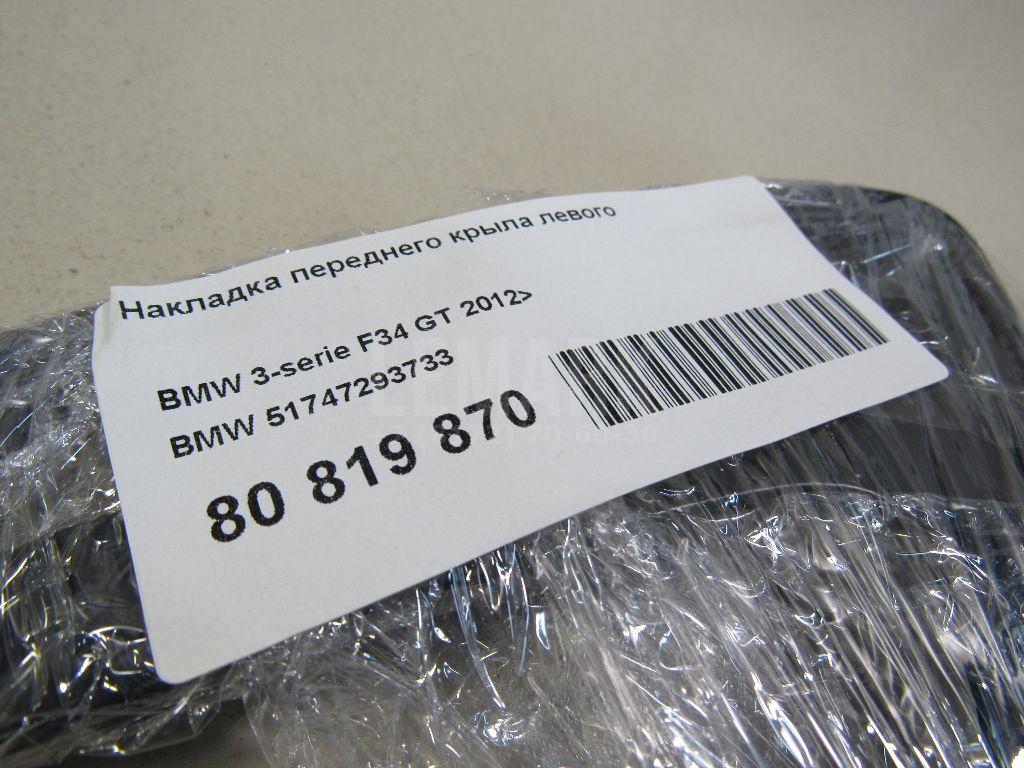 Накладка переднего крыла левого
BMW 3-serie F34 GT 2012>
BMW 51747293733
80 819 870